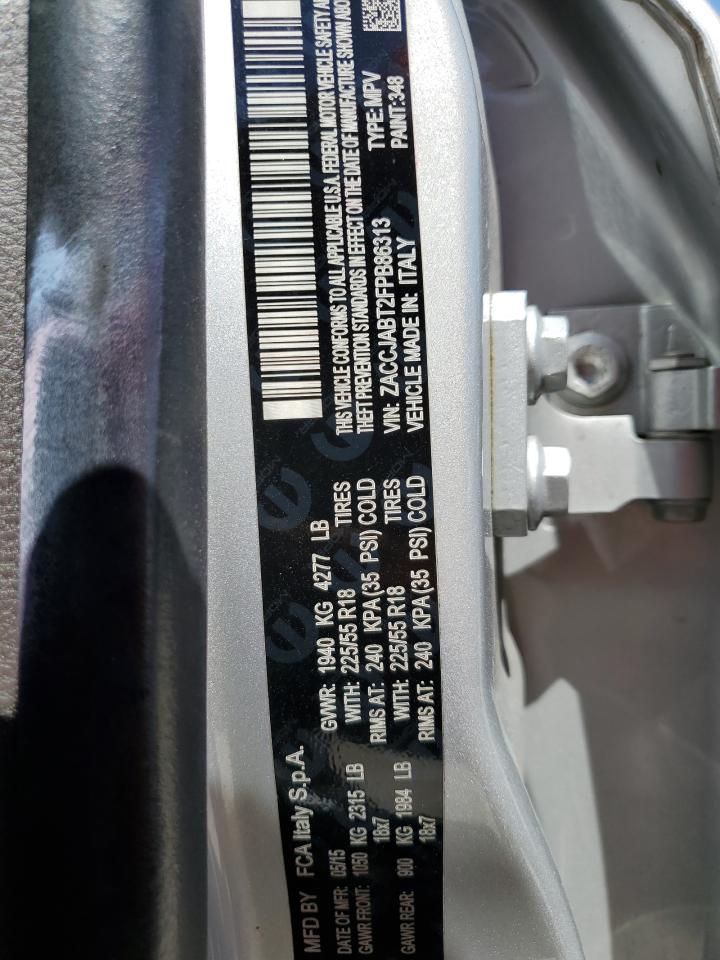 MFD BY FCA Italy S.p.A.
DATE OF MFR: 05/15 GVWR: 1940 KG 4277 LB
GAWR FRONT: 1050 KG 2315 LB WITH: 225/55 R18 TIRES
18x7 RIMS AT: 240 KPA(35 PSI) COLD
GAWR REAR: 900 KG 1984 LB WITH: 225/55 R18 TIRES
18x7 RIMS AT: 240 KPA(35 PSI) COLD
THIS VEHICLE CONFORMS TO ALL APPLICABLE U.S.A. FEDERAL MOTOR VEHICLE SAFETY
THEFT PREVENTION STANDARDS IN EFFECT ON THE DATE OF MANUFACTURE SHOWN ABO
VIN: ZACCJABT2FPB86313 TYPE: MPV
VEHICLE MADE IN: ITALY PAINT: 348